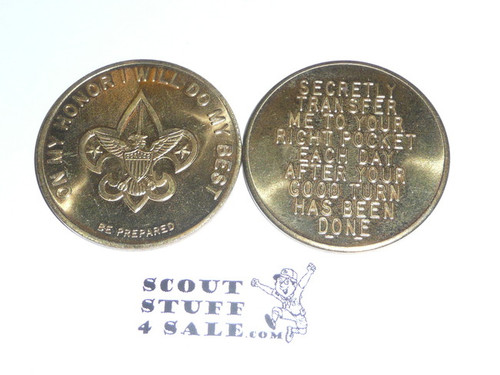 ON MY HONOR I WILL DO MY BEST
BE PREPARED
SECRETLY
TRANSFER
ME TO YOUR
RIGHT POCKET
EACH DAY
AFTER YOUR
GOOD TURN
HAS BEEN
DONE
SCOUT
STUFF
4 SALE.com